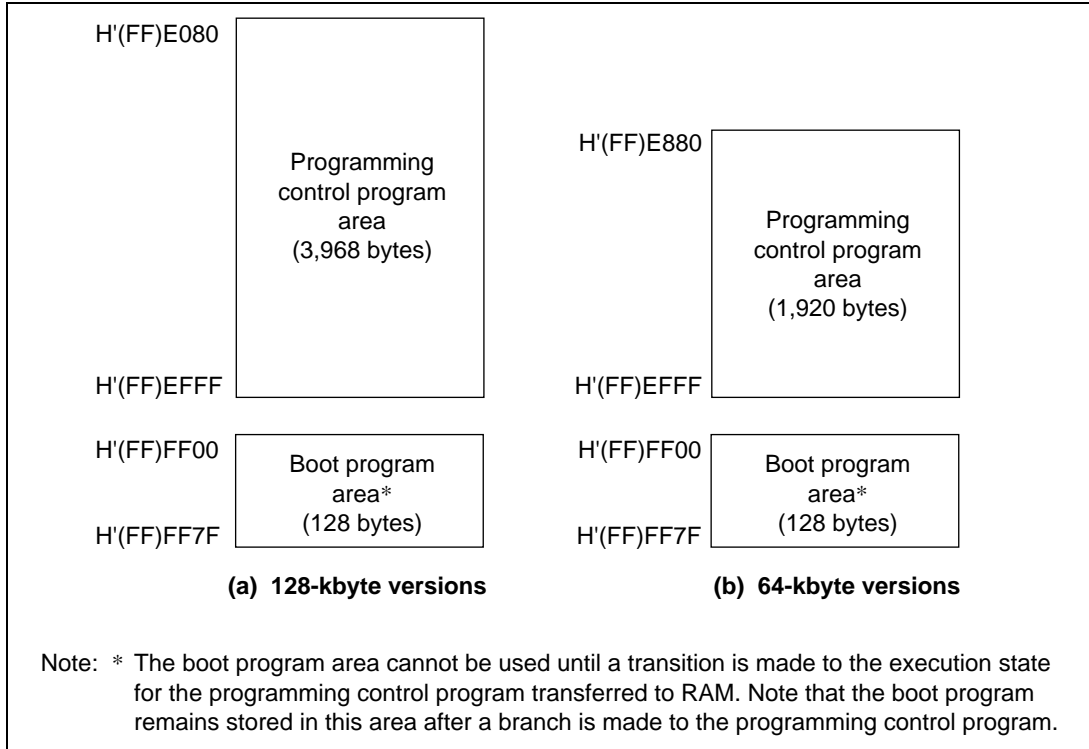 H'(FF)E080
Programming
control program
area
(3,968 bytes)
H'(FF)EFFF
H'(FF)FF00
Boot program
area*
(128 bytes)
H'(FF)FF7F
(a) 128-kbyte versions
H'(FF)E880
Programming
control program
area
(1,920 bytes)
H'(FF)EFFF
H'(FF)FF00
Boot program
area*
(128 bytes)
H'(FF)FF7F
(b) 64-kbyte versions
Note: * The boot program area cannot be used until a transition is made to the execution state
for the programming control program transferred to RAM. Note that the boot program
remains stored in this area after a branch is made to the programming control program.